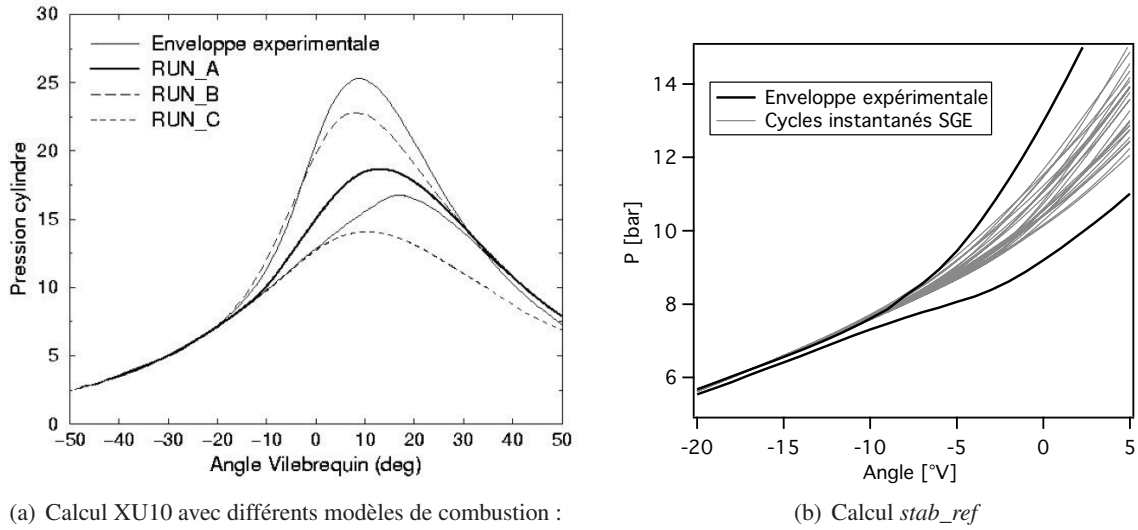 30
25
20
15
10
5
0
Pression cylindre
Enveloppe experimentale
RUN_A
RUN_B
RUN_C
−50 −40 −30 −20 −10 0 10 20 30 40 50
Angle Vilebrequin (deg)
(a) Calcul XU10 avec différents modèles de combustion :
14
12
10
8
6
P [bar]
Enveloppe expérimentale
Cycles instantanés SGE
-20 -15 -10 -5 0 5
Angle [°V]
(b) Calcul stab_ref